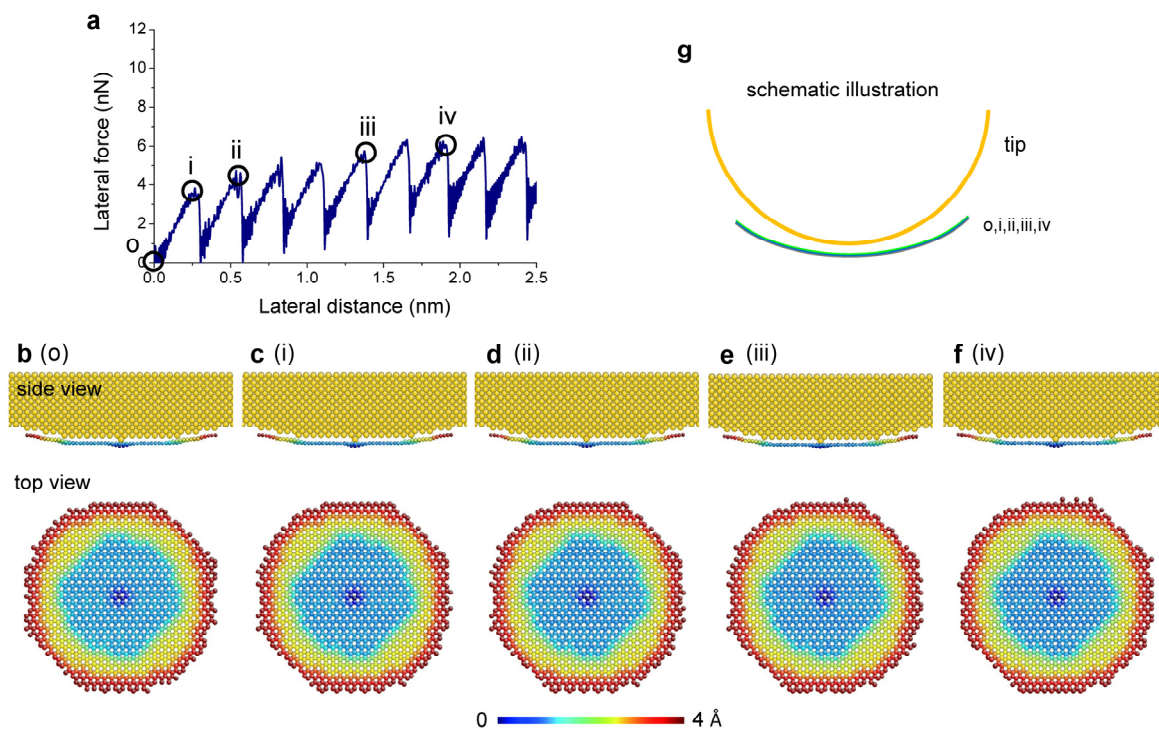 a
12
10
8
6
4
2
0
Lateral force (nN)
o
i
ii
iii
iv
0.0 0.5 1.0 1.5 2.0 2.5
Lateral distance (nm)
g
schematic illustration
tip
o,i,ii,iii,iv
b (o) c (i) d (ii) e (iii) f (iv)
side view
top view
0 4 Å